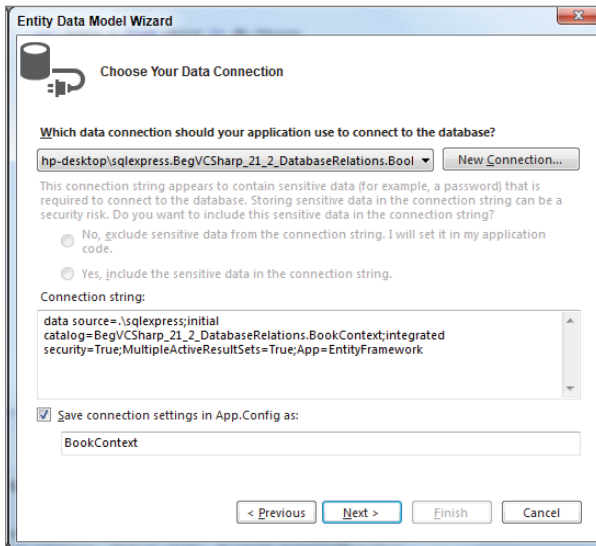 Entity Data Model Wizard
Choose Your Data Connection
Which data connection should your application use to connect to the database?
hp-desktop\sqlexpress.BegVCSharp_21_2_DatabaseRelations.Bool
New Connection...
This connection string appears to contain sensitive data (for example, a password) that is
required to connect to the database. Storing sensitive data in the connection string can be a
security risk. Do you want to include this sensitive data in the connection string?
No, exclude sensitive data from the connection string. I will set it in my application
code.
Yes, include the sensitive data in the connection string.
Connection string:
data source=.\sqlexpress;initial
catalog=BegVCSharp_21_2_DatabaseRelations.BookContext;integrated
security=True;MultipleActiveResultSets=True;App=EntityFramework
Save connection settings in App.Config as:
BookContext
< Previous
Next >
Finish
Cancel